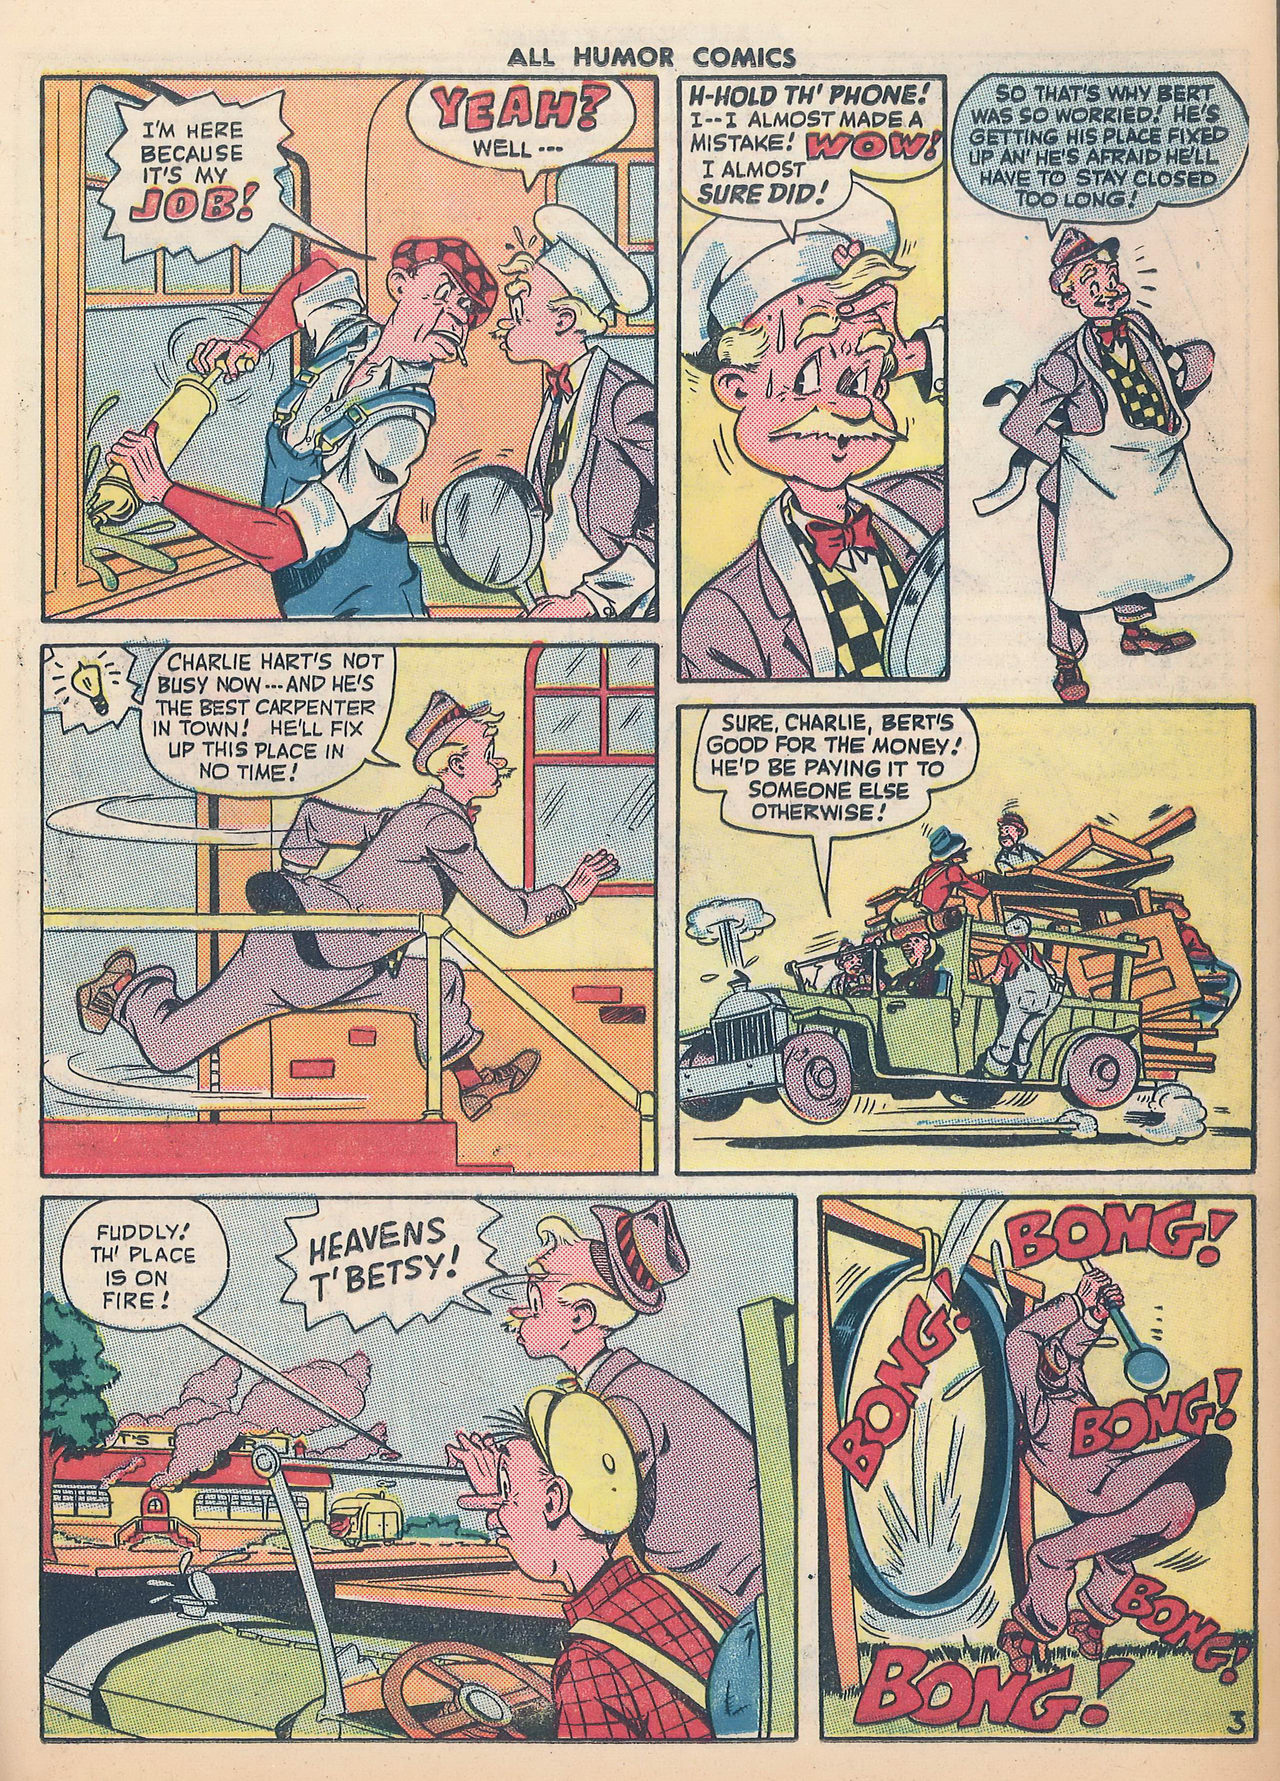 ALL HUMOR COMICS
I'M HERE
BECAUSE
IT'S MY
JOB!
YEAH?
WELL ---
H-HOLD TH' PHONE!
I--I ALMOST MADE A
MISTAKE! WOW!
I ALMOST
SURE DID!
SO THAT'S WHY BERT
WAS SO WORRIED! HE'S
GETTING HIS PLACE FIXED
UP AN' HE'S AFRAID HE'LL
HAVE TO STAY CLOSED
TOO LONG!
CHARLIE HART'S NOT
BUSY NOW --- AND HE'S
THE BEST CARPENTER
IN TOWN! HE'LL FIX
UP THIS PLACE IN
NO TIME!
SURE, CHARLIE, BERT'S
GOOD FOR THE MONEY!
HE'D BE PAYING IT TO
SOMEONE ELSE
OTHERWISE!
FUDDLY!
TH' PLACE
IS ON
FIRE!
HEAVENS
T' BETSY!
T'S
BONG!
BONG!
BONG!
BONG!
BONG!
3